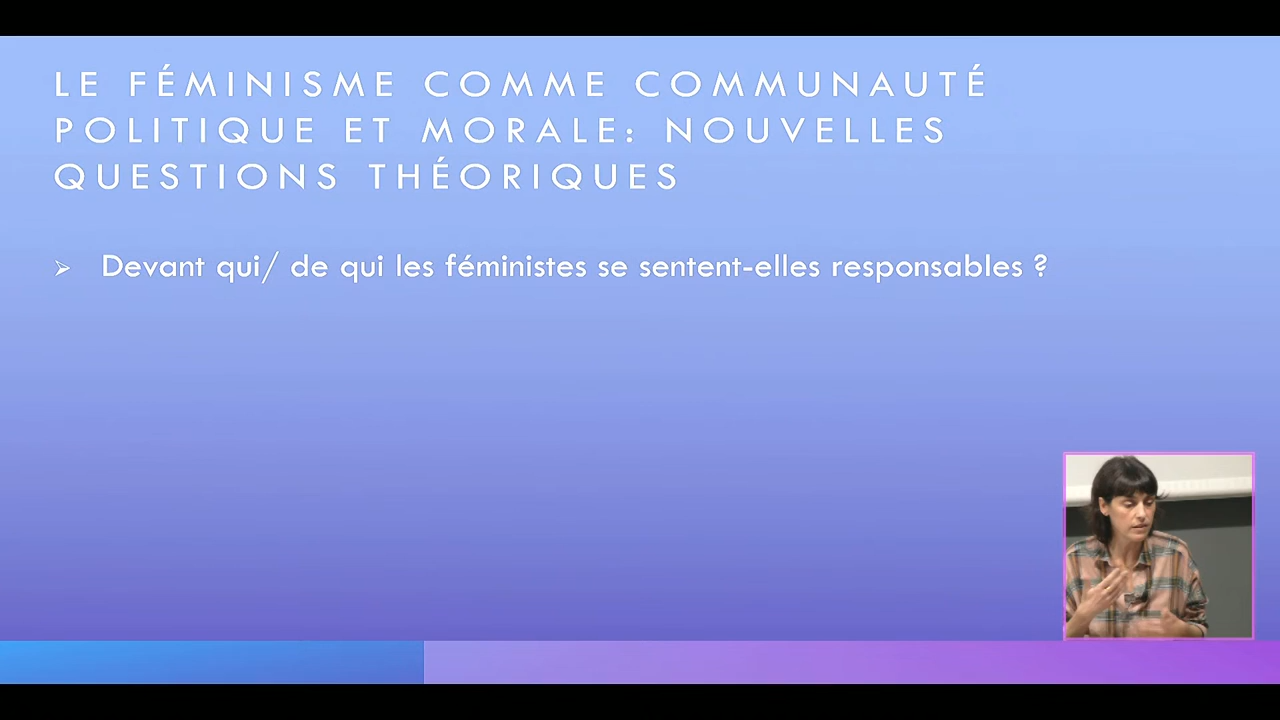 LE FÉMINISME COMME COMMUNAUTÉ
POLITIQUE ET MORALE: NOUVELLES
QUESTIONS THÉORIQUES
➢ Devant qui/ de qui les féministes se sentent-elles responsables ?